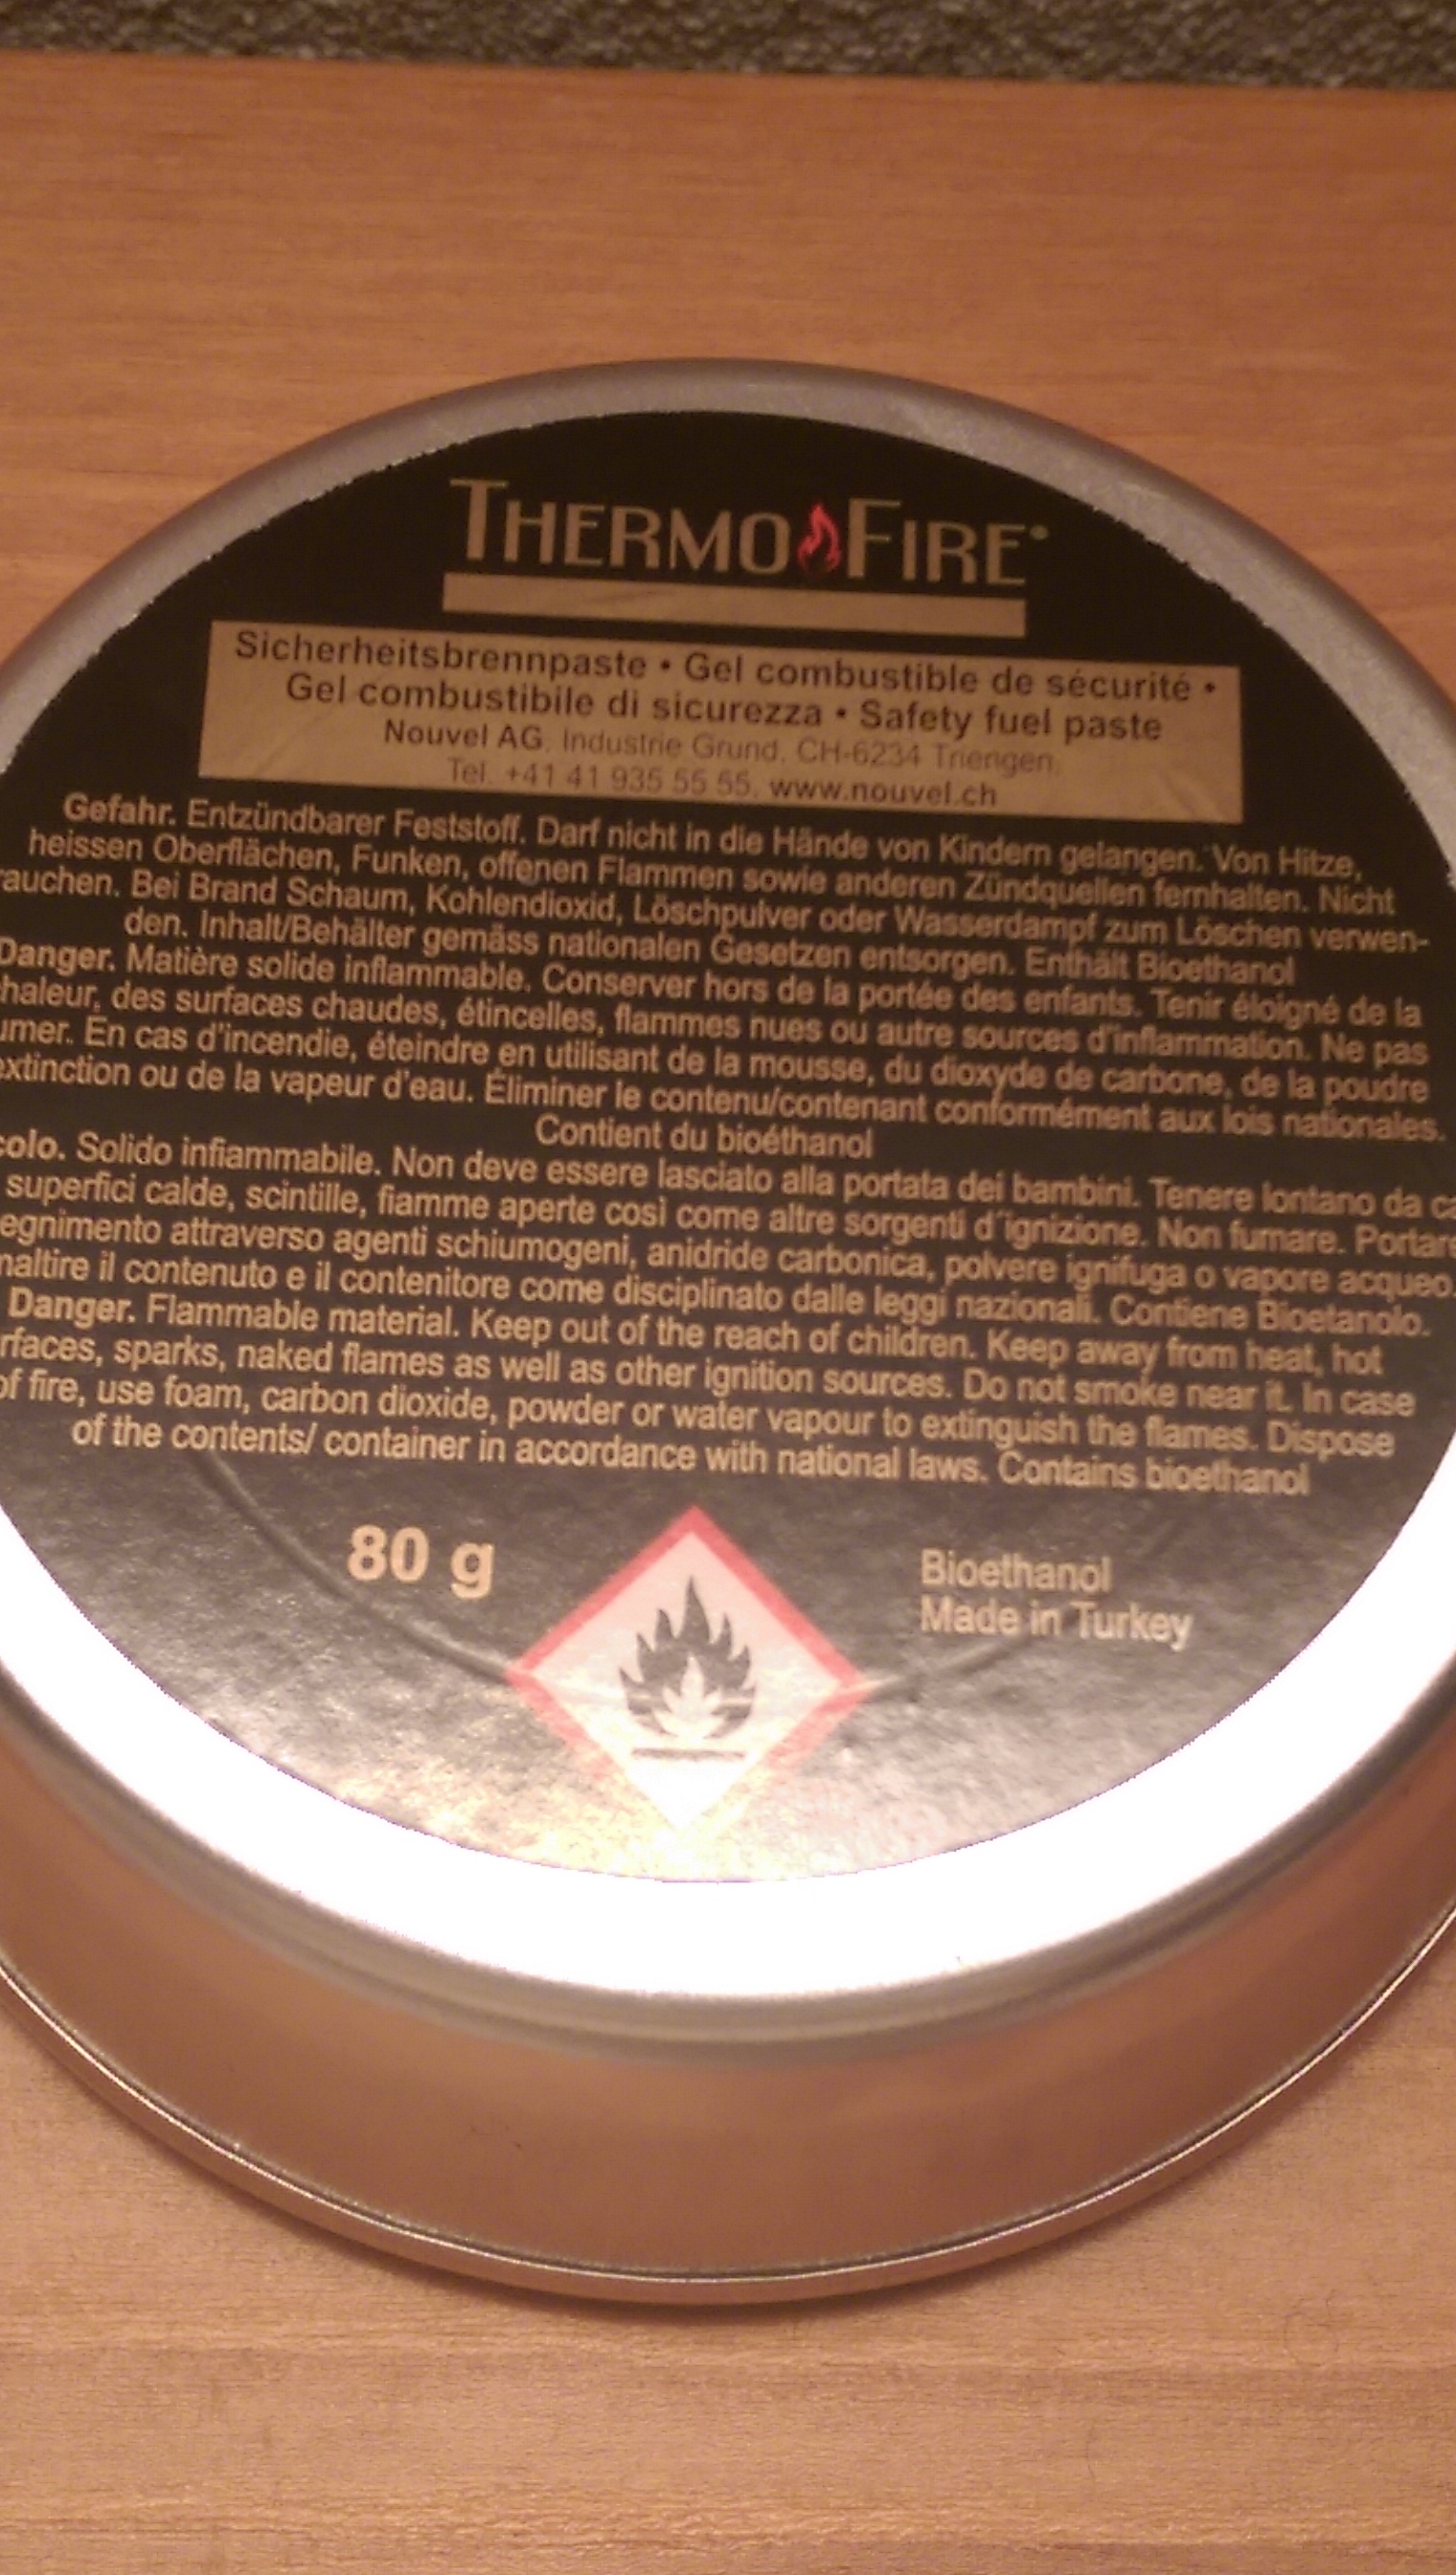 THERMO FIRE
Sicherheitsbrennpaste • Gel combustible de sécurité •
Gel combustibile di sicurezza • Safety fuel paste
Nouvel AG, Industrie Grund, CH-6234 Triengen,
Tel. +41 41 935 55 55, www.nouvel.ch
Gefahr. Entzündbarer Feststoff. Darf nicht in die Hände von Kindern gelangen. Von Hitze,
heissen Oberflächen, Funken, offenen Flammen sowie anderen Zündquellen fernhalten. Nicht
rauchen. Bei Brand Schaum, Kohlendioxid, Löschpulver oder Wasserdampf zum Löschen verwen-
den. Inhalt/Behälter gemäss nationalen Gesetzen entsorgen. Enthält Bioethanol
Danger. Matière solide inflammable. Conserver hors de la portée des enfants. Tenir éloigné de la
haleur, des surfaces chaudes, étincelles, flammes nues ou autre sources d'inflammation. Ne pas
umer. En cas d'incendie, éteindre en utilisant de la mousse, du dioxyde de carbone, de la poudre
extinction ou de la vapeur d'eau. Éliminer le contenu/contenant conformément aux lois nationales.
Contient du bioéthanol
colo. Solido infiammabile. Non deve essere lasciato alla portata dei bambini. Tenere lontano da c
superfici calde, scintille, fiamme aperte così come altre sorgenti d'ignizione. Non fumare. Portar
egnimento attraverso agenti schiumogeni, anidride carbonica, polvere ignifuga o vapore acqueo
maltire il contenuto e il contenitore come disciplinato dalle leggi nazionali. Contiene Bioetanolo.
Danger. Flammable material. Keep out of the reach of children. Keep away from heat, hot
rfaces, sparks, naked flames as well as other ignition sources. Do not smoke near it. In case
of fire, use foam, carbon dioxide, powder or water vapour to extinguish the flames. Dispose
of the contents/ container in accordance with national laws. Contains bioethanol
80 g
Bioethanol
Made in Turkey